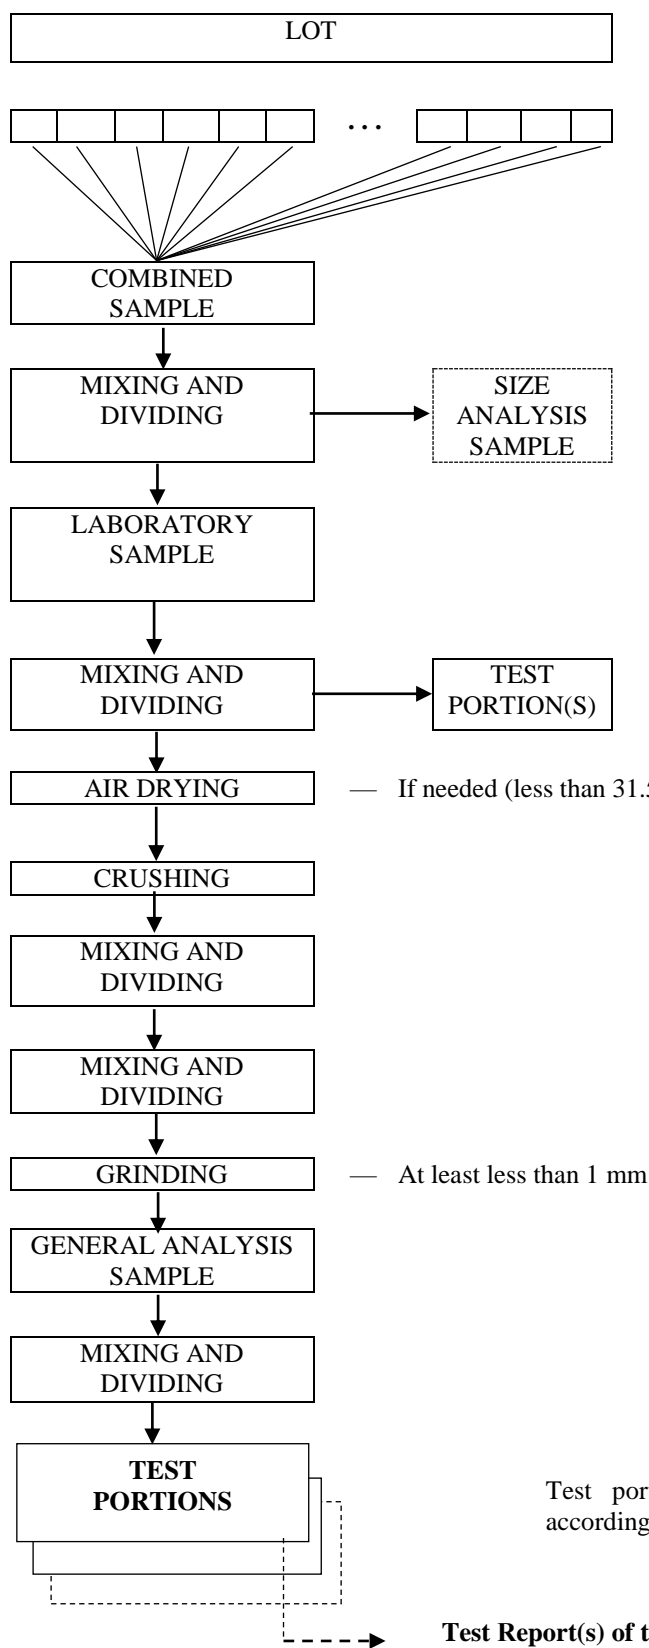 LOT
...
COMBINED
SAMPLE
MIXING AND
DIVIDING
SIZE
ANALYSIS
SAMPLE
LABORATORY
SAMPLE
MIXING AND
DIVIDING
TEST
PORTION(S)
AIR DRYING — If needed (less than 31.5
CRUSHING
MIXING AND
DIVIDING
MIXING AND
DIVIDING
GRINDING — At least less than 1 mm
GENERAL ANALYSIS
SAMPLE
MIXING AND
DIVIDING
TEST
PORTIONS
Test por
according
Test Report(s) of t